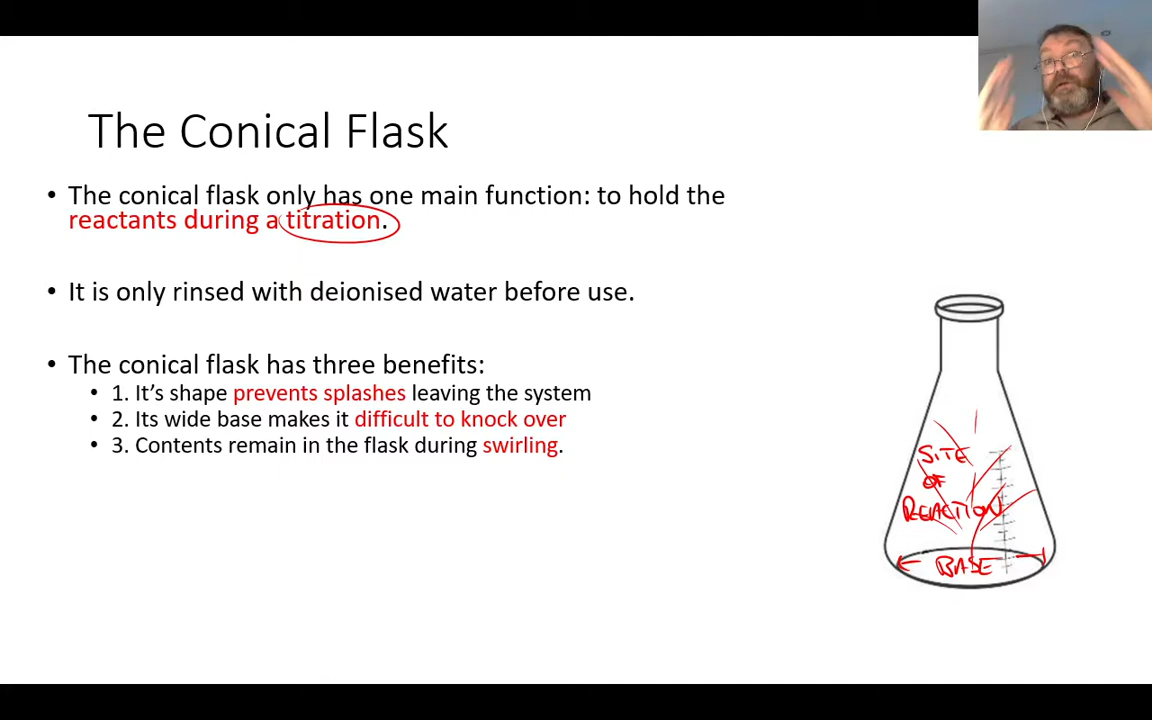 The Conical Flask
• The conical flask only has one main function: to hold the
reactants during a titration.
• It is only rinsed with deionised water before use.
• The conical flask has three benefits:
• 1. It’s shape prevents splashes leaving the system
• 2. Its wide base makes it difficult to knock over
• 3. Contents remain in the flask during swirling.
SITE
OF
REACTION
BASE